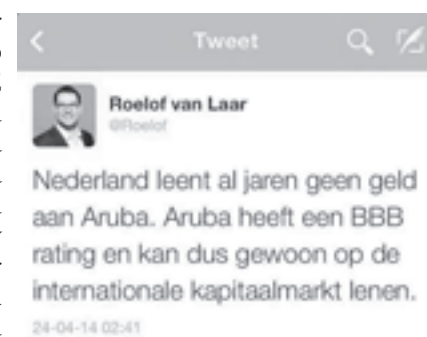 Tweet
Roelof van Laar
@Roelof
Nederland leent al jaren geen geld
aan Aruba. Aruba heeft een BBB
rating en kan dus gewoon op de
internationale kapitaalmarkt lenen.
24-04-14 02:41